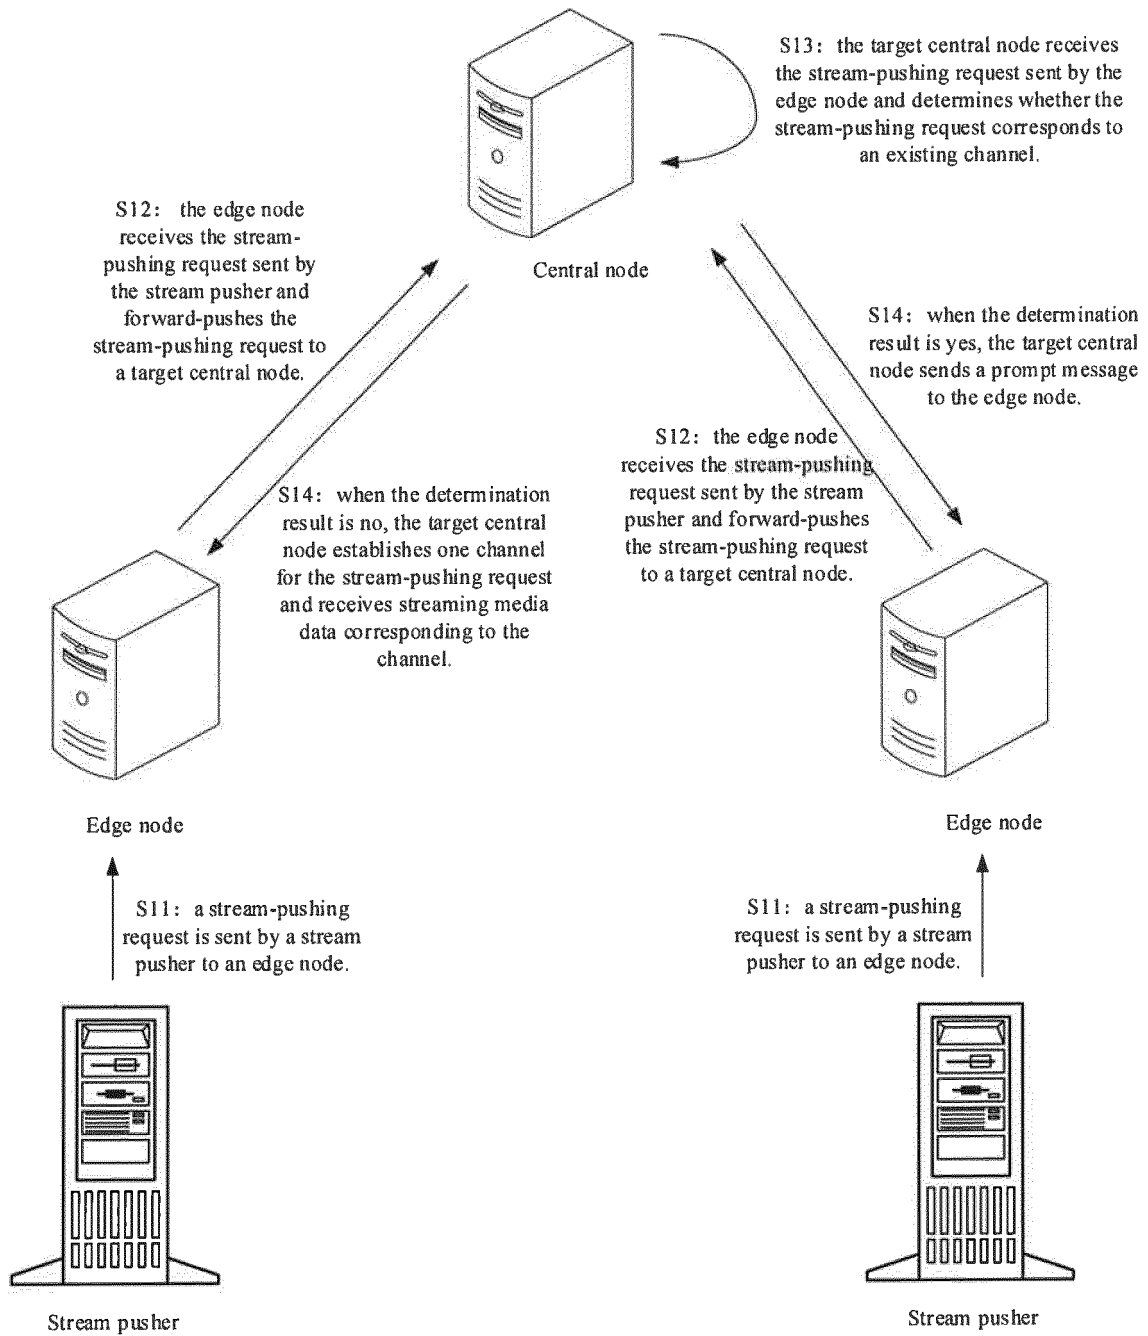 S13: the target central node receives
the stream-pushing request sent by the
edge node and determines whether the
stream-pushing request corresponds to
an existing channel.
S12: the edge node
receives the stream-
pushing request sent by
the stream pusher and
forward-pushes the
stream-pushing request to
a target central node.
Central node
S14: when the determination
result is yes, the target central
node sends a prompt message
to the edge node.
S12: the edge node
receives the stream-pushing
request sent by the stream
pusher and forward-pushes
the stream-pushing request
to a target central node.
S14: when the determination
result is no, the target central
node establishes one channel
for the stream-pushing request
and receives streaming media
data corresponding to the
channel.
Edge node
Edge node
S11: a stream-pushing
request is sent by a stream
pusher to an edge node.
S11: a stream-pushing
request is sent by a stream
pusher to an edge node.
Stream pusher
Stream pusher